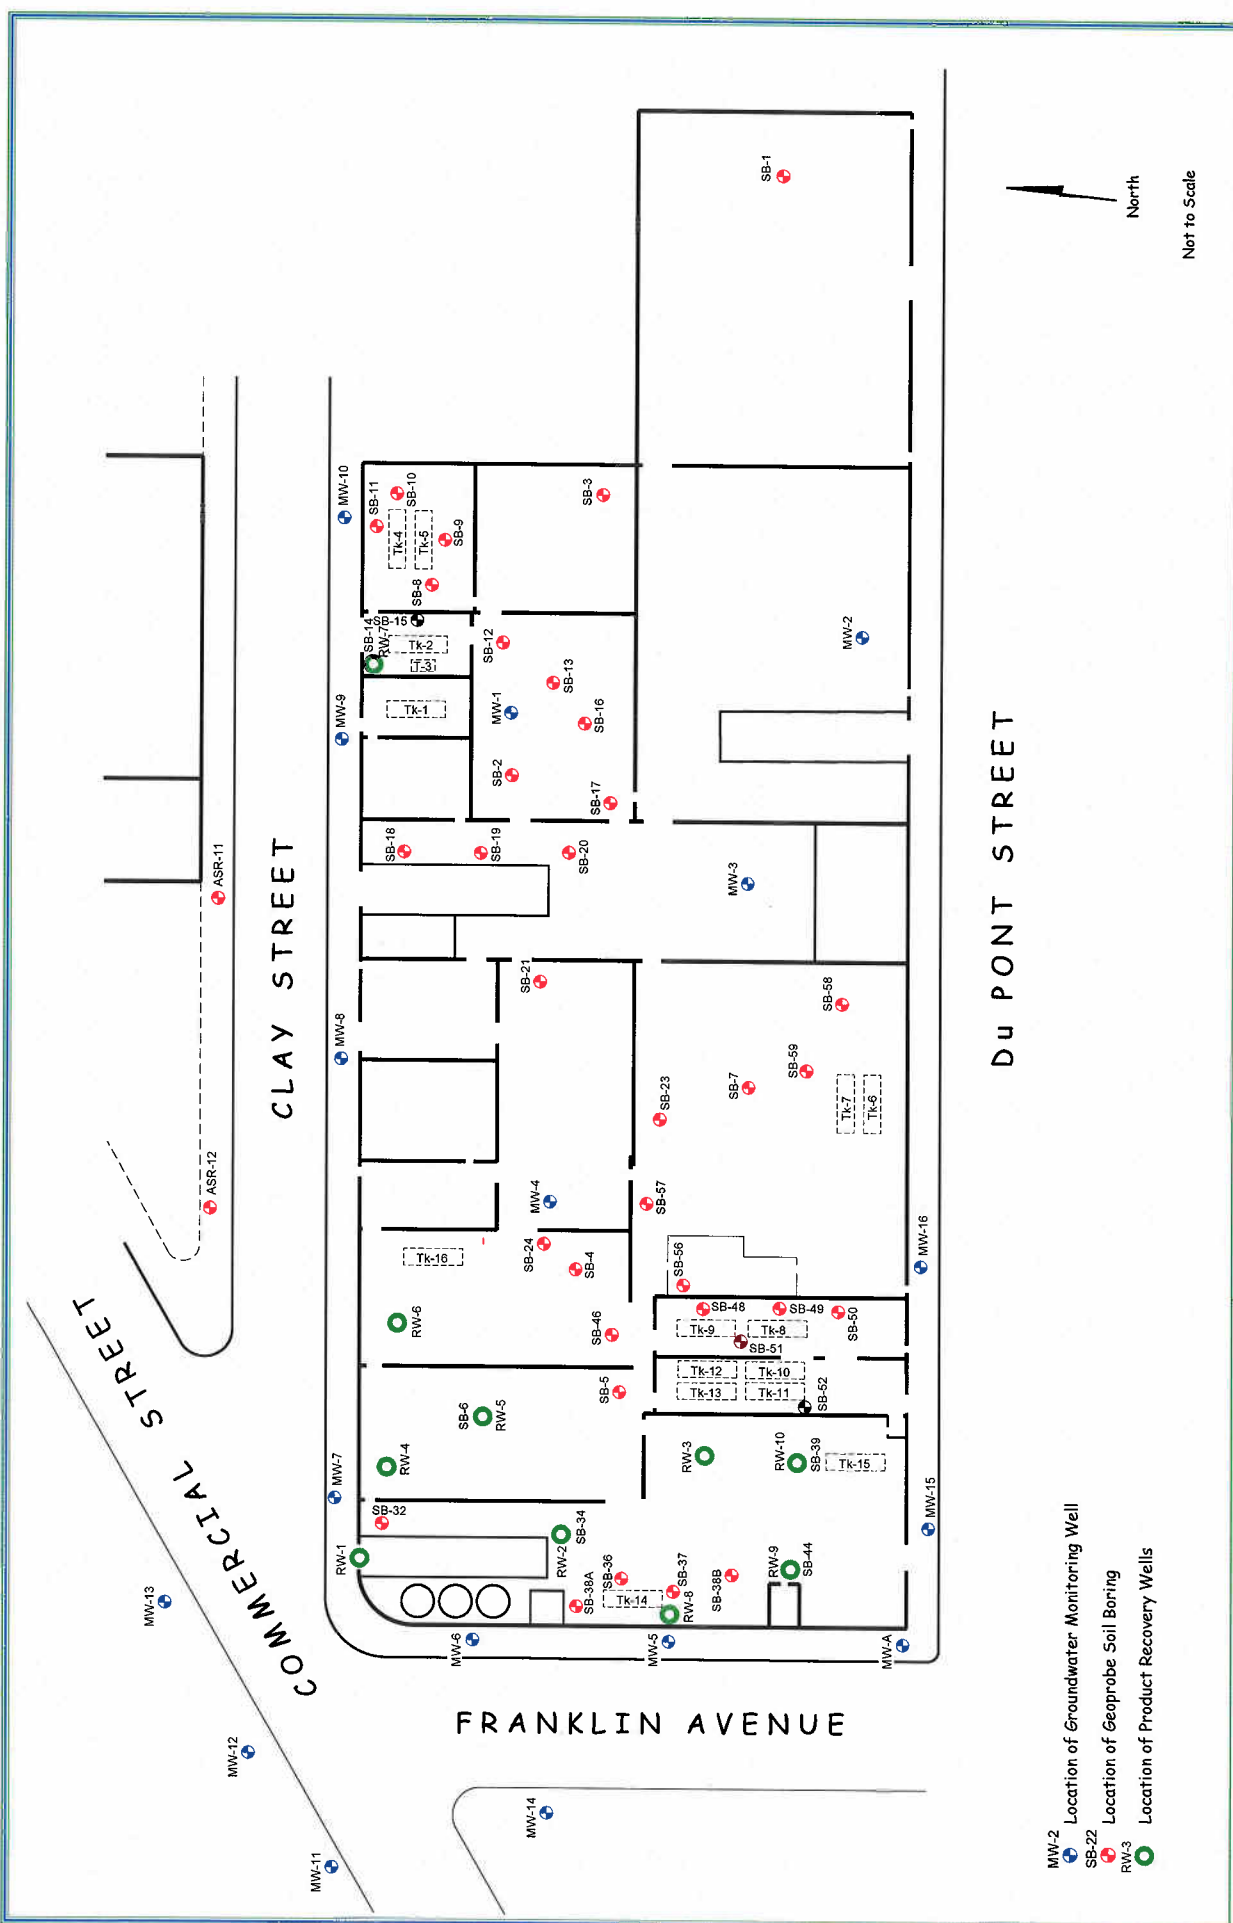 SB-1
North
Not to Scale
MW-10
SB-11
SB-10
Tk-4
Tk-5
SB-9
SB-8
SB-3
SB-15
SB-14
RW-7
Tk-2
T-3
SB-12
MW-2
MW-9
Tk-1
MW-1
SB-13
SB-16
SB-2
SB-17
SB-18
SB-19
SB-20
MW-3
ASR-11
CLAY STREET
Du PONT STREET
MW-8
SB-21
SB-58
SB-59
SB-7
SB-23
Tk-7
Tk-6
ASR-12
MW-4
SB-57
SB-24
SB-4
Tk-16
SB-56
MW-16
RW-6
SB-46
SB-48
SB-49
SB-50
Tk-9
Tk-8
SB-51
Tk-12
Tk-10
Tk-13
Tk-11
SB-52
SB-5
SB-6
RW-5
RW-4
RW-3
RW-10
SB-39
Tk-15
COMMERCIAL STREET
MW-7
SB-32
RW-1
RW-2
SB-34
SB-36
SB-38A
Tk-14
SB-37
RW-8
SB-38B
RW-9
SB-44
MW-15
MW-13
MW-6
MW-5
MW-A
FRANKLIN AVENUE
MW-12
MW-14
MW-11
MW-2
Location of Groundwater Monitoring Well
SB-22
Location of Geoprobe Soil Boring
RW-3
Location of Product Recovery Wells